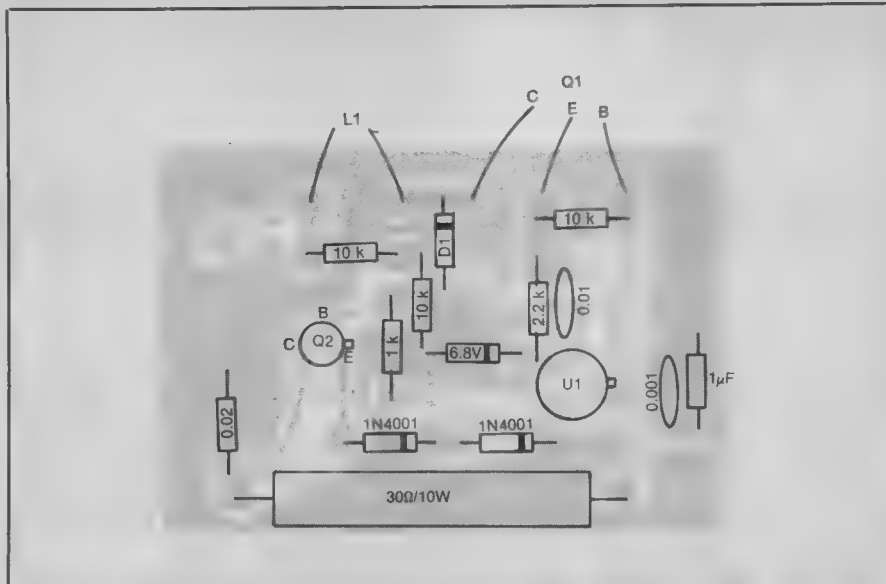 Q1
C
E
B
L1
10 k
D1
10 k
10 k
2.2 k
0.01
B
C
Q2
E
1 k
6.8V
U1
0.001
1µF
0.02
1N4001
1N4001
30Ω/10W